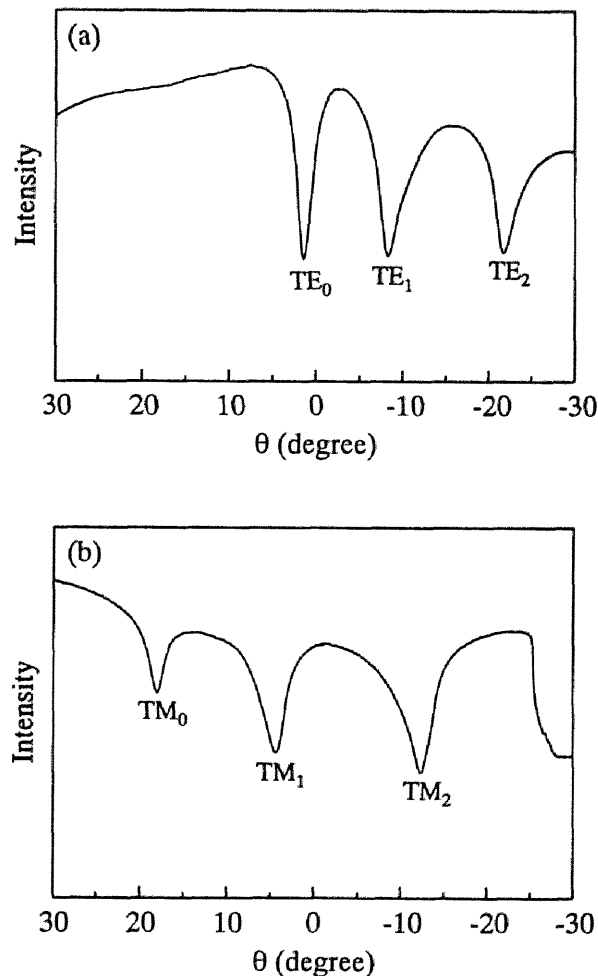 (a)
Intensity
TE₀ TE₁ TE₂
30 20 10 0 -10 -20 -30
θ (degree)
(b)
Intensity
TM₀ TM₁ TM₂
30 20 10 0 -10 -20 -30
θ (degree)